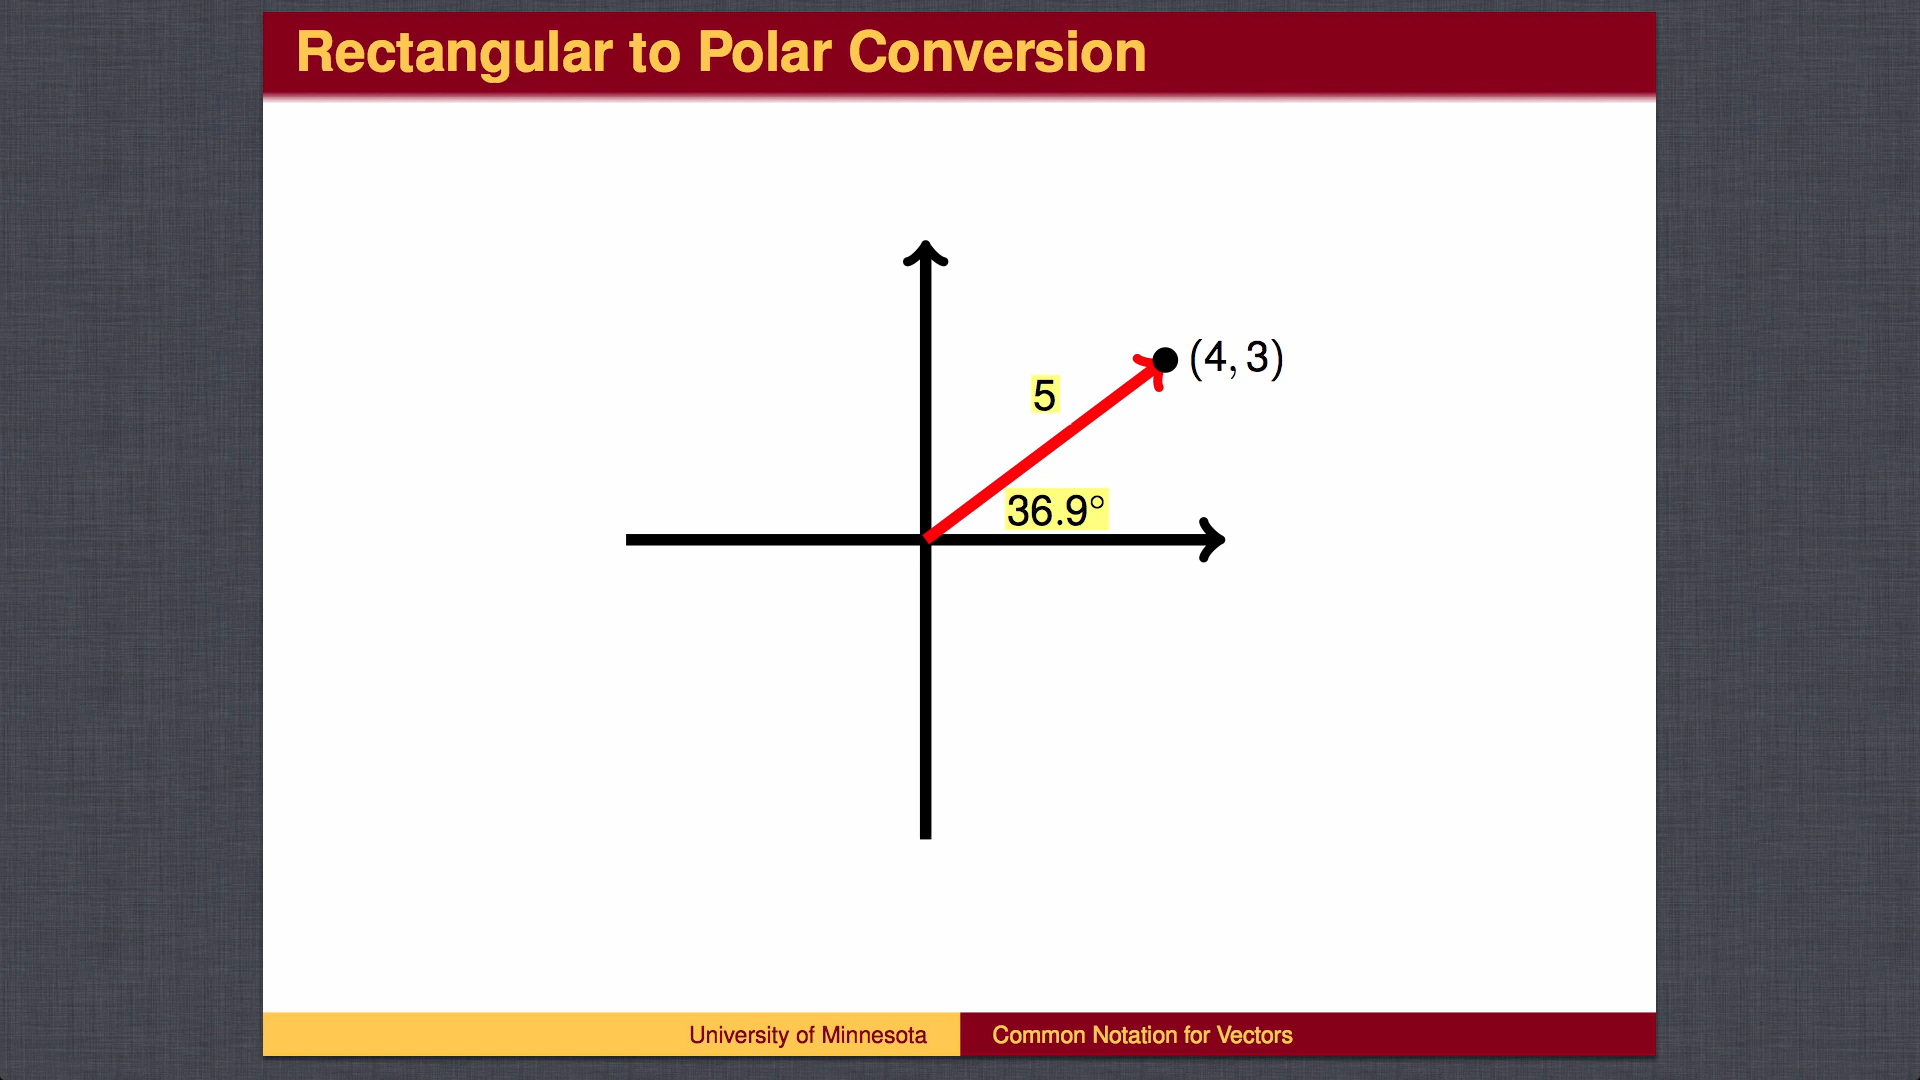 Rectangular to Polar Conversion
(4, 3)
5
36.9°
University of Minnesota
Common Notation for Vectors